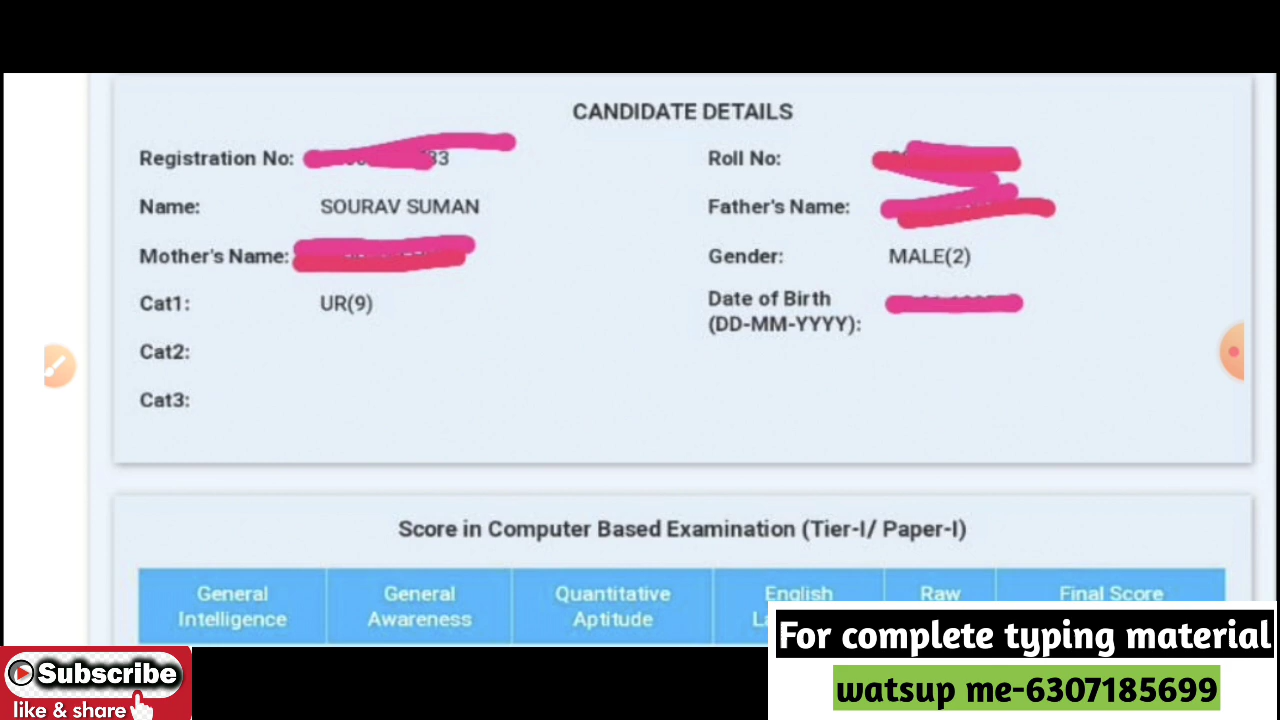 CANDIDATE DETAILS
Registration No:
Roll No:
Name: SOURAV SUMAN
Father's Name:
Mother's Name:
Gender: MALE(2)
Cat1: UR(9)
Date of Birth
(DD-MM-YYYY):
Cat2:
Cat3:
Score in Computer Based Examination (Tier-I/ Paper-I)
General Intelligence
General Awareness
Quantitative Aptitude
English
Raw
Final Score
For complete typing material
watsup me-6307185699
Subscribe
like & share